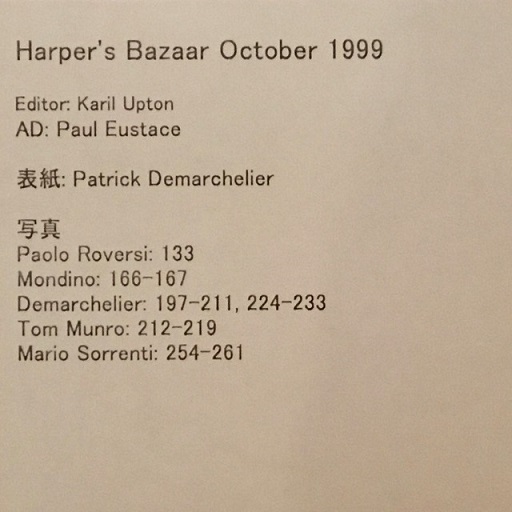 Harper's Bazaar October 1999
Editor: Karil Upton
AD: Paul Eustace
表紙: Patrick Demarchelier
写真
Paolo Roversi: 133
Mondino: 166-167
Demarchelier: 197-211, 224-233
Tom Munro: 212-219
Mario Sorrenti: 254-261